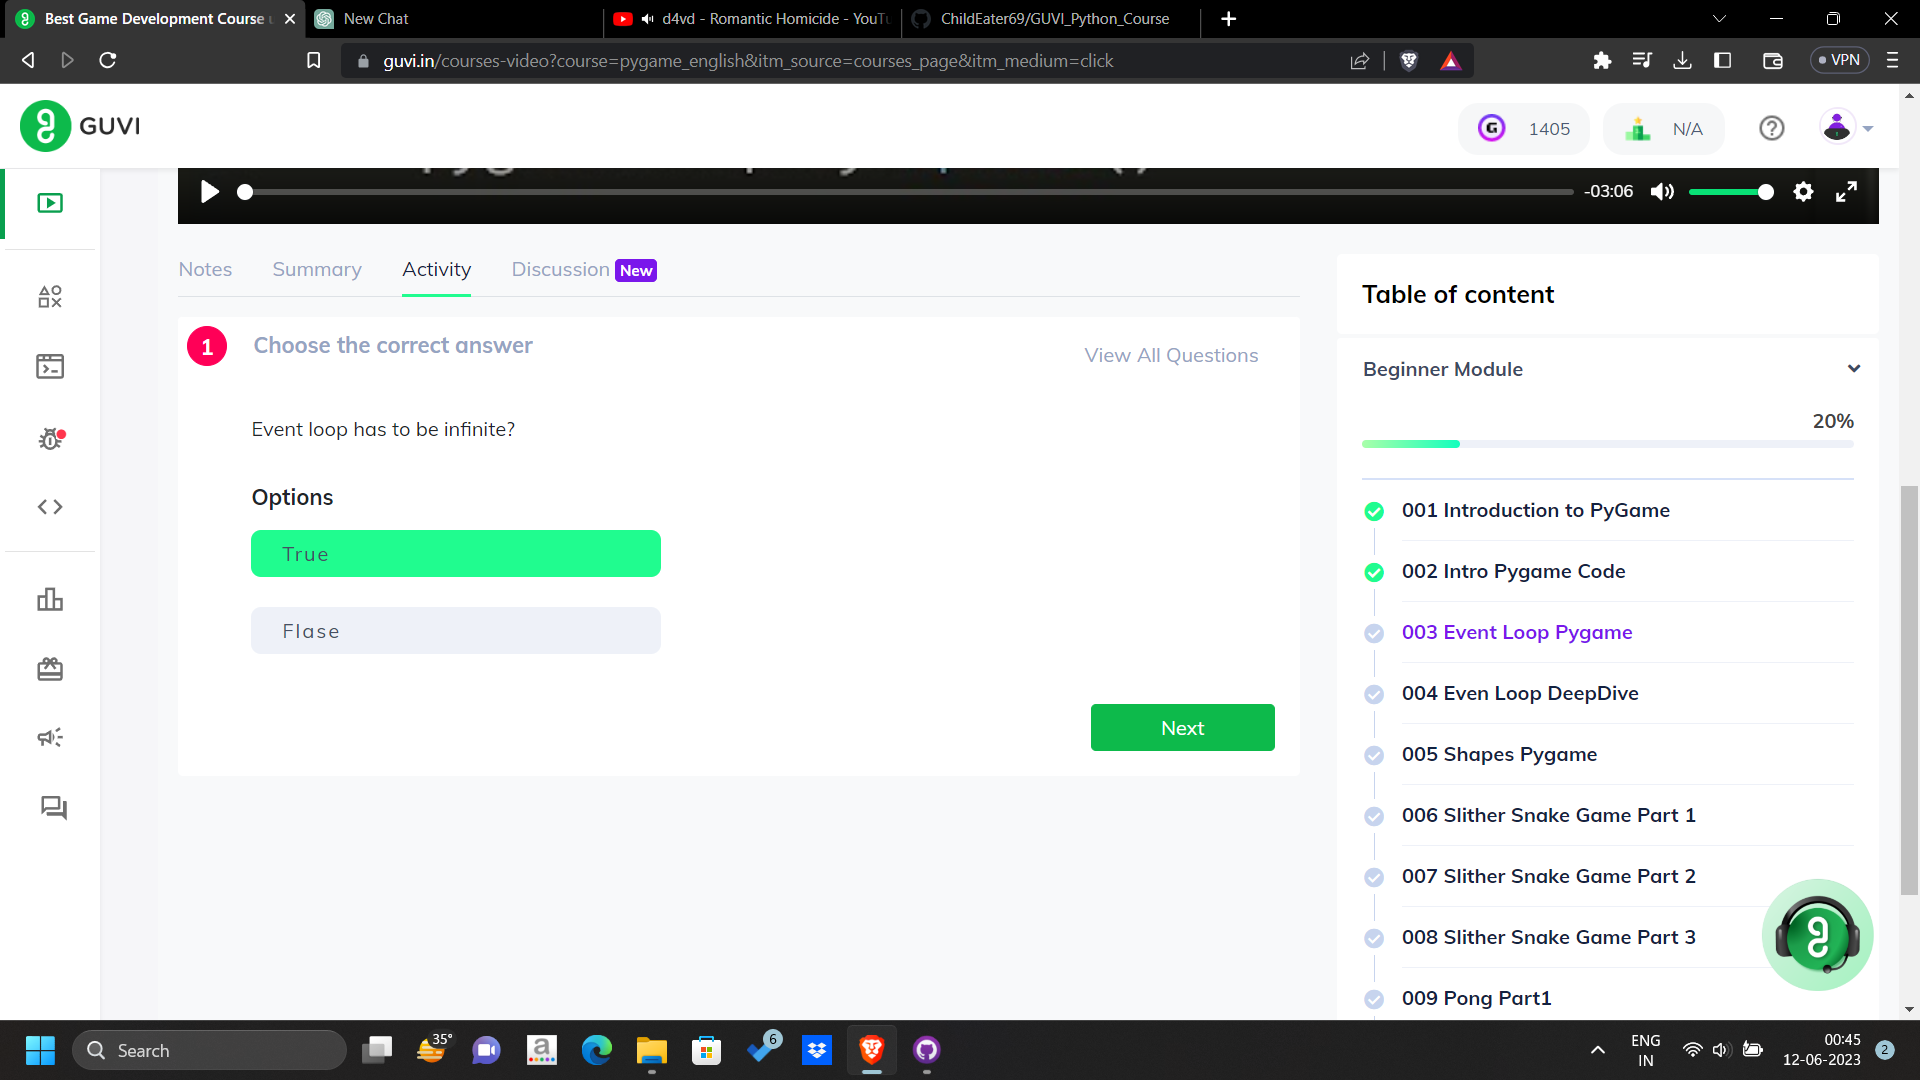 Best Game Development Course u
New Chat
d4vd - Romantic Homicide - YouTu
ChildEater69/GUVI_Python_Course
guvi.in/courses-video?course=pygame_english&itm_source=courses_page&itm_medium=click
VPN
GUVI
G
1405
N/A
-03:06
Notes
Summary
Activity
Discussion
New
1
Choose the correct answer
View All Questions
Event loop has to be infinite?
Options
True
Flase
Next
Table of content
Beginner Module
20%
001 Introduction to PyGame
002 Intro Pygame Code
003 Event Loop Pygame
004 Even Loop DeepDive
005 Shapes Pygame
006 Slither Snake Game Part 1
007 Slither Snake Game Part 2
008 Slither Snake Game Part 3
009 Pong Part1
Search
35°
a
6
ENG
IN
00:45
12-06-2023
2